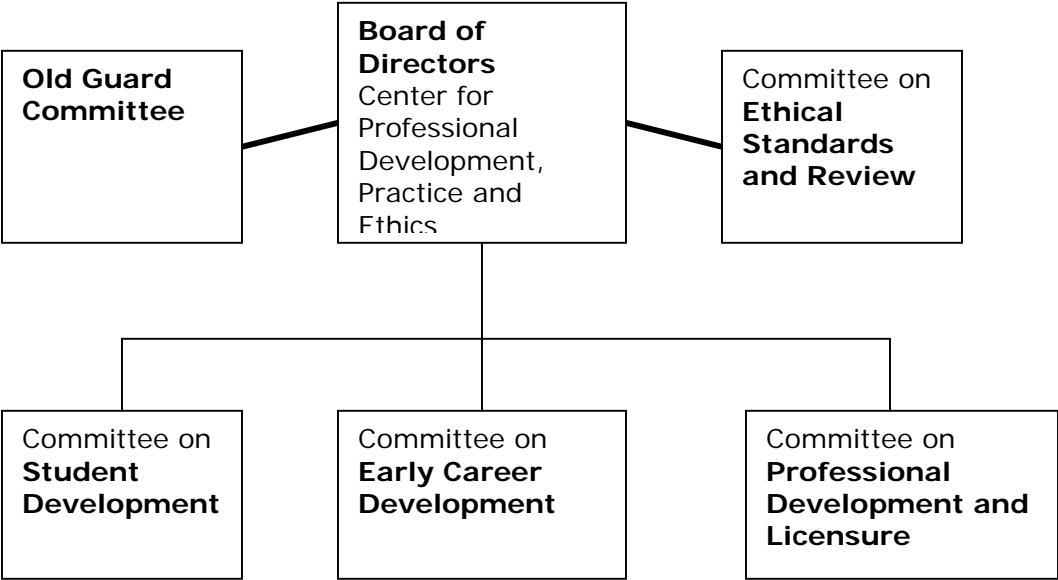 Old Guard
Committee
Board of
Directors
Center for
Professional
Development,
Practice and
Ethics
Committee on
Ethical
Standards
and Review
Committee on
Student
Development
Committee on
Early Career
Development
Committee on
Professional
Development and
Licensure